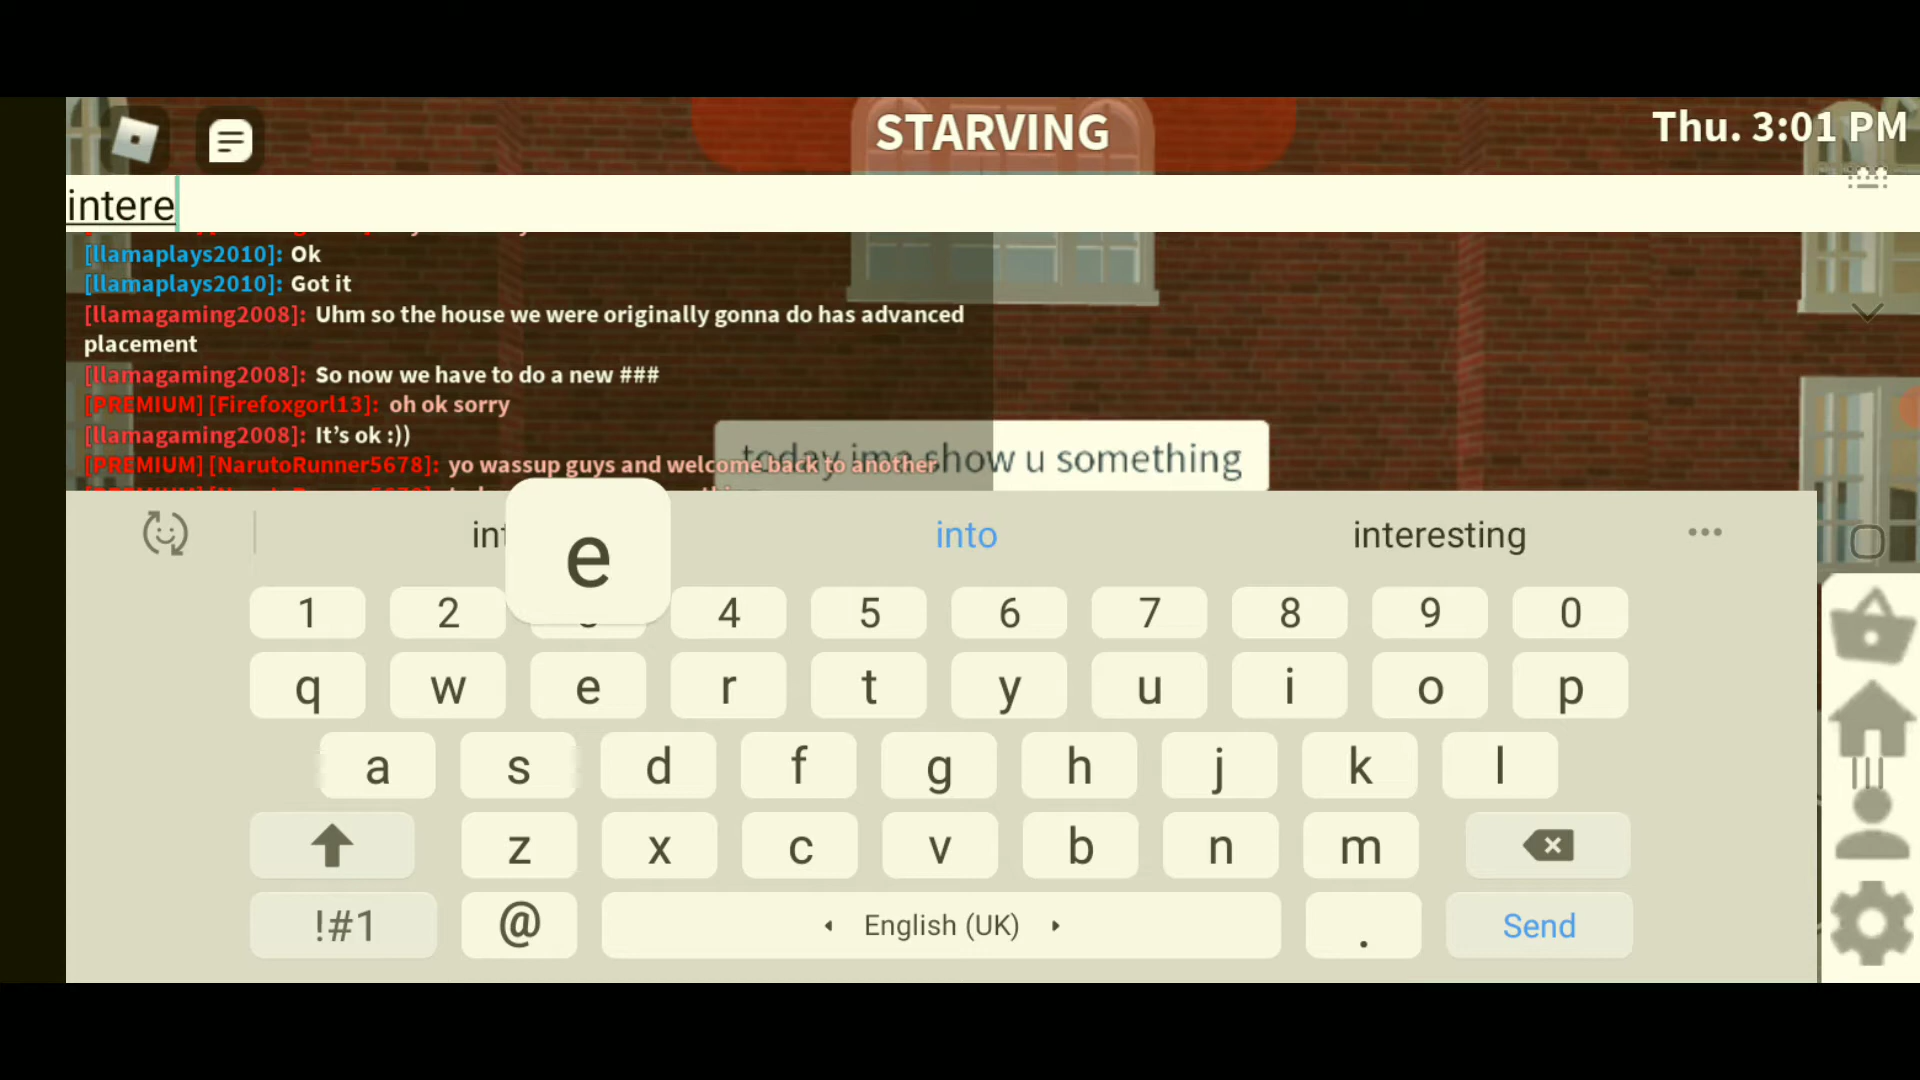 STARVING
Thu. 3:01 PM
intere
[llamaplays2010]: Ok
[llamaplays2010]: Got it
[llamagaming2008]: Uhm so the house we were originally gonna do has advanced
placement
[llamagaming2008]: So now we have to do a new ###
[PREMIUM] [Firefoxgorl13]: oh ok sorry
[llamagaming2008]: It’s ok :))
[PREMIUM] [NarutoRunner5678]: yo wassup guys and welcome back to another
today ima show u something
into interesting
e
1 2 4 5 6 7 8 9 0
q w e r t y u i o p
a s d f g h j k l
z x c v b n m
!#1 @ English (UK) . Send